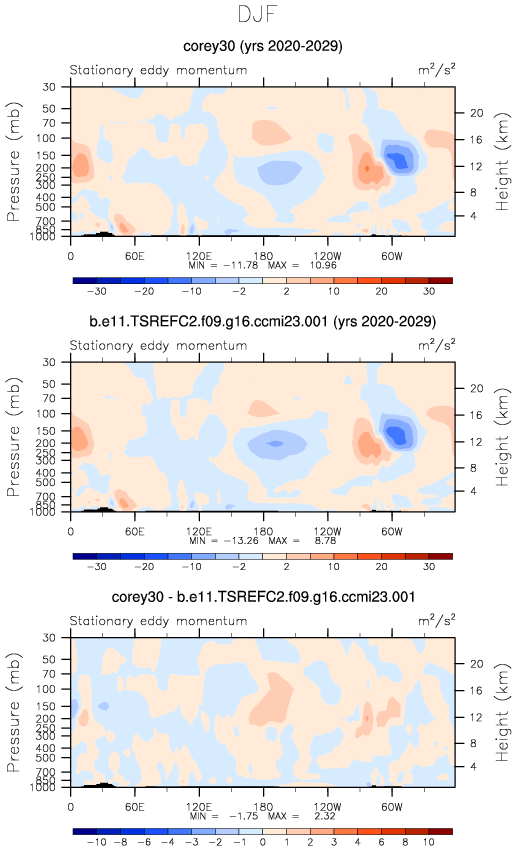 DJF
corey30 (yrs 2020-2029)
Stationary eddy momentum m²/s²
Pressure (mb)
30
50
70
100
150
200
250
300
400
500
700
850
1000
Height (km)
20
16
12
8
4
0 60E 120E 180 120W 60W
MIN = -11.78 MAX = 10.96
-30 -20 -10 -6 -2 2 6 10 20 30
b.e11.TSREFC2.f09.g16.ccmi23.001 (yrs 2020-2029)
Stationary eddy momentum m²/s²
Pressure (mb)
30
50
70
100
150
200
250
300
400
500
700
850
1000
Height (km)
20
16
12
8
4
0 60E 120E 180 120W 60W
MIN = -13.26 MAX = 8.78
-30 -20 -10 -6 -2 2 6 10 20 30
corey30 - b.e11.TSREFC2.f09.g16.ccmi23.001
Stationary eddy momentum m²/s²
Pressure (mb)
30
50
70
100
150
200
250
300
400
500
700
850
1000
Height (km)
20
16
12
8
4
0 60E 120E 180 120W 60W
MIN = -1.75 MAX = 2.32
-10 -8 -6 -4 -3 -2 -1 0 1 2 3 4 6 8 10